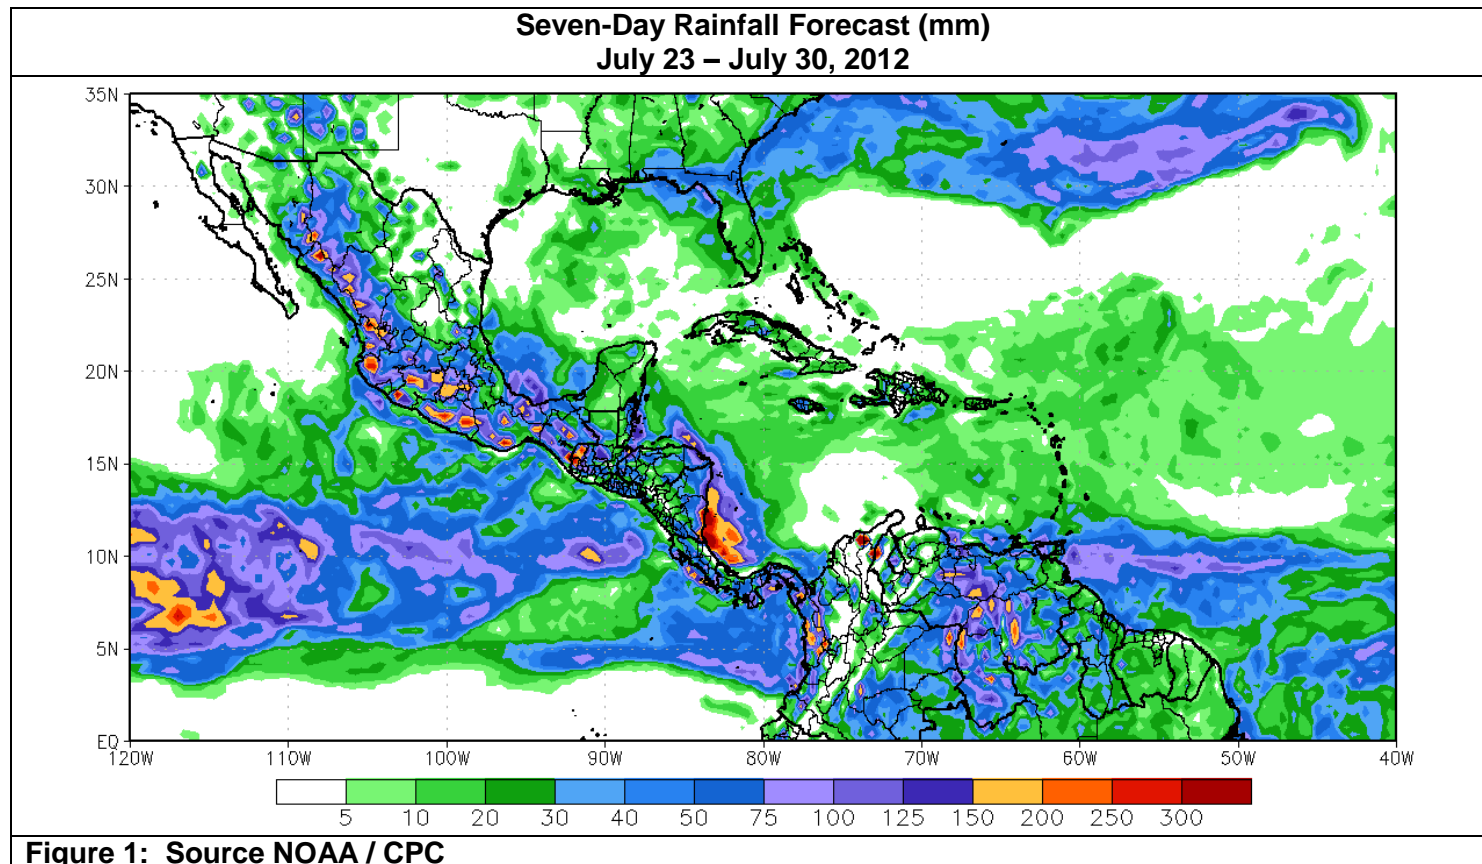 Seven-Day Rainfall Forecast (mm)
July 23 – July 30, 2012
35N
30N
25N
20N
15N
10N
5N
EQ
120W 110W 100W 90W 80W 70W 60W 50W 40W
5 10 20 30 40 50 75 100 125 150 200 250 300
Figure 1: Source NOAA / CPC